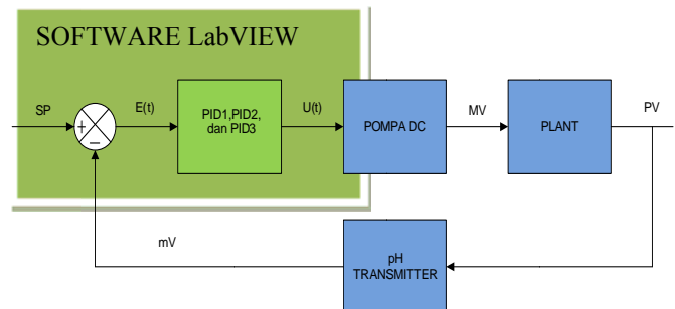 SOFTWARE LabVIEW
SP
+
−
E(t)
PID1,PID2,
dan PID3
U(t)
POMPA DC
MV
PLANT
PV
mV
pH
TRANSMITTER